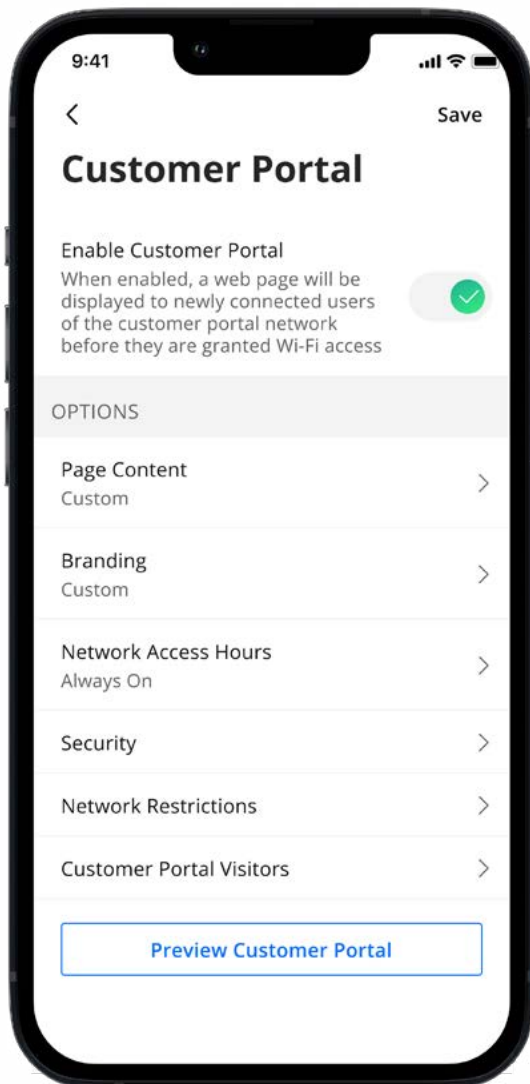 9:41
Save
Customer Portal
Enable Customer Portal
When enabled, a web page will be
displayed to newly connected users
of the customer portal network
before they are granted Wi-Fi access
OPTIONS
Page Content
Custom
Branding
Custom
Network Access Hours
Always On
Security
Network Restrictions
Customer Portal Visitors
Preview Customer Portal